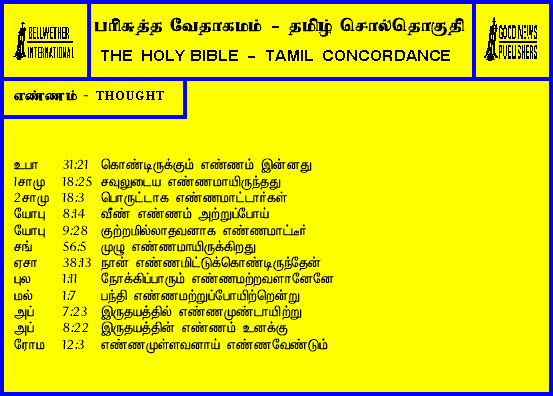 BELLWETHER
INTERNATIONAL
பரிசுத்த வேதாகமம் - தமிழ் சொல்தொகுதி
THE HOLY BIBLE - TAMIL CONCORDANCE
GOOD NEWS
PUBLISHERS
எண்ணம் - THOUGHT
உபா 31:21 கொண்டிருக்கும் எண்ணம் இன்னது
1சாமு 18:25 சவுலுடைய எண்ணமாயிருந்தது
2சாமு 18:3 பொருட்டாக எண்ணமாட்டார்கள்
யோபு 8:14 வீண் எண்ணம் அற்றுப்போய்
யோபு 9:28 குற்றமில்லாதவனாக எண்ணமாட்டீர்
சங் 56:5 முழு எண்ணமாயிருக்கிறது
ஏசா 38:13 நான் எண்ணமிட்டுக்கொண்டிருந்தேன்
புல 1:11 நோக்கிப்பாரும் எண்ணமற்றவளானேனே
மல் 1:7 பந்தி எண்ணமற்றுப்போயிற்றென்று
அப் 7:23 இருதயத்தில் எண்ணமுண்டாயிற்று
அப் 8:22 இருதயத்தின் எண்ணம் உனக்கு
ரோம 12:3 எண்ணமுள்ளவனாய் எண்ணவேண்டும்